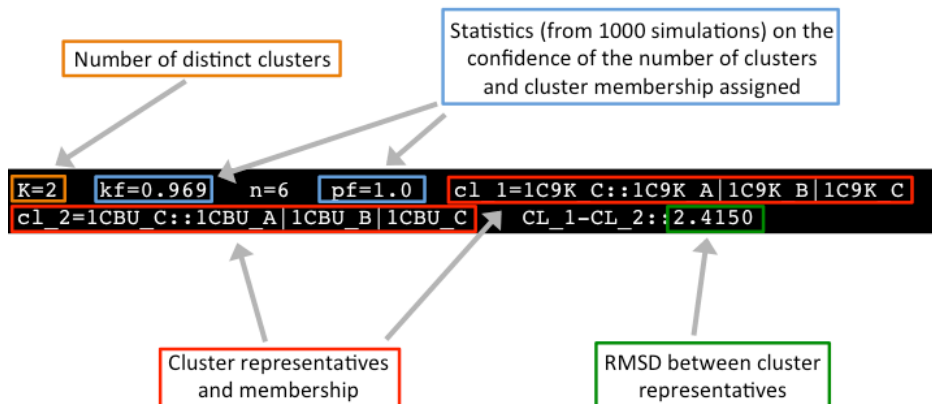 Number of distinct clusters
Statistics (from 1000 simulations) on the
confidence of the number of clusters
and cluster membership assigned
K=2 kf=0.969 n=6 pf=1.0 cl_1=1C9K_C::1C9K_A|1C9K_B|1C9K_C
cl_2=1CBU_C::1CBU_A|1CBU_B|1CBU_C CL_1-CL_2::2.4150
Cluster representatives
and membership
RMSD between cluster
representatives